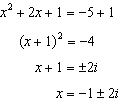 x² + 2x + 1 = −5 + 1
(x + 1)² = −4
x + 1 = ±2i
x = −1 ± 2i